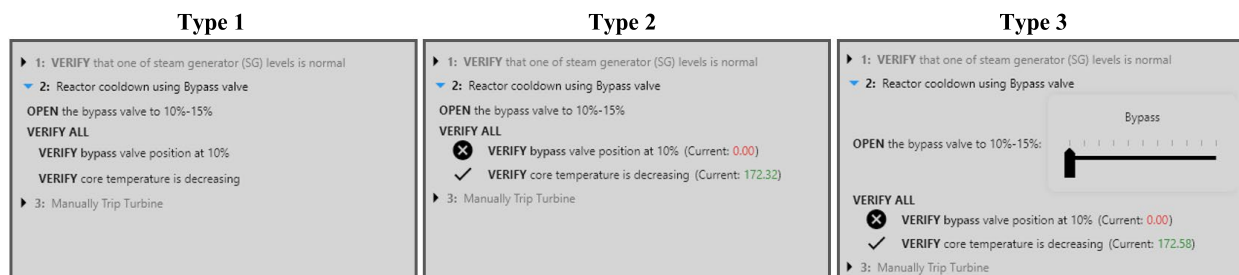 Type 1
1: VERIFY that one of steam generator (SG) levels is normal
2: Reactor cooldown using Bypass valve
OPEN the bypass valve to 10%-15%
VERIFY ALL
VERIFY bypass valve position at 10%
VERIFY core temperature is decreasing
3: Manually Trip Turbine
Type 2
1: VERIFY that one of steam generator (SG) levels is normal
2: Reactor cooldown using Bypass valve
OPEN the bypass valve to 10%-15%
VERIFY ALL
VERIFY bypass valve position at 10% (Current: 0.00)
VERIFY core temperature is decreasing (Current: 172.32)
3: Manually Trip Turbine
Type 3
1: VERIFY that one of steam generator (SG) levels is normal
2: Reactor cooldown using Bypass valve
Bypass
OPEN the bypass valve to 10%-15%:
VERIFY ALL
VERIFY bypass valve position at 10% (Current: 0.00)
VERIFY core temperature is decreasing (Current: 172.58)
3: Manually Trip Turbine